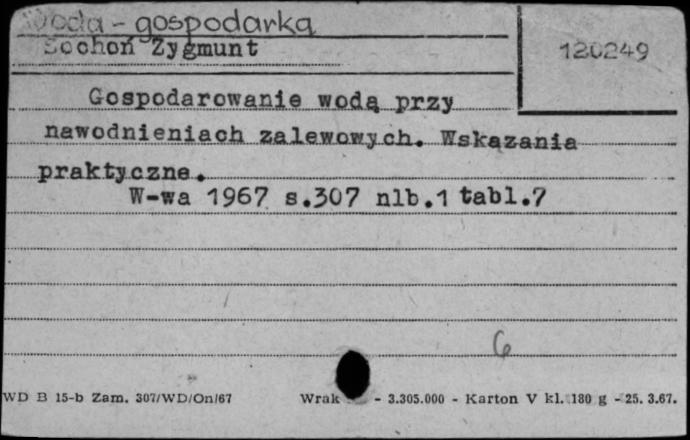 Woda - gospodarka
Sochoń Zygmunt
120249
Gospodarowanie wodą przy
nawodnieniach zalewowych. Wskazania
praktyczne.
W-wa 1967 s.307 nlb.1 tabl.7
6
WD B 15-b Zam. 307/WD/On/67 Wrak - 3.305.000 - Karton V kl. 180 g - 25. 3.67.